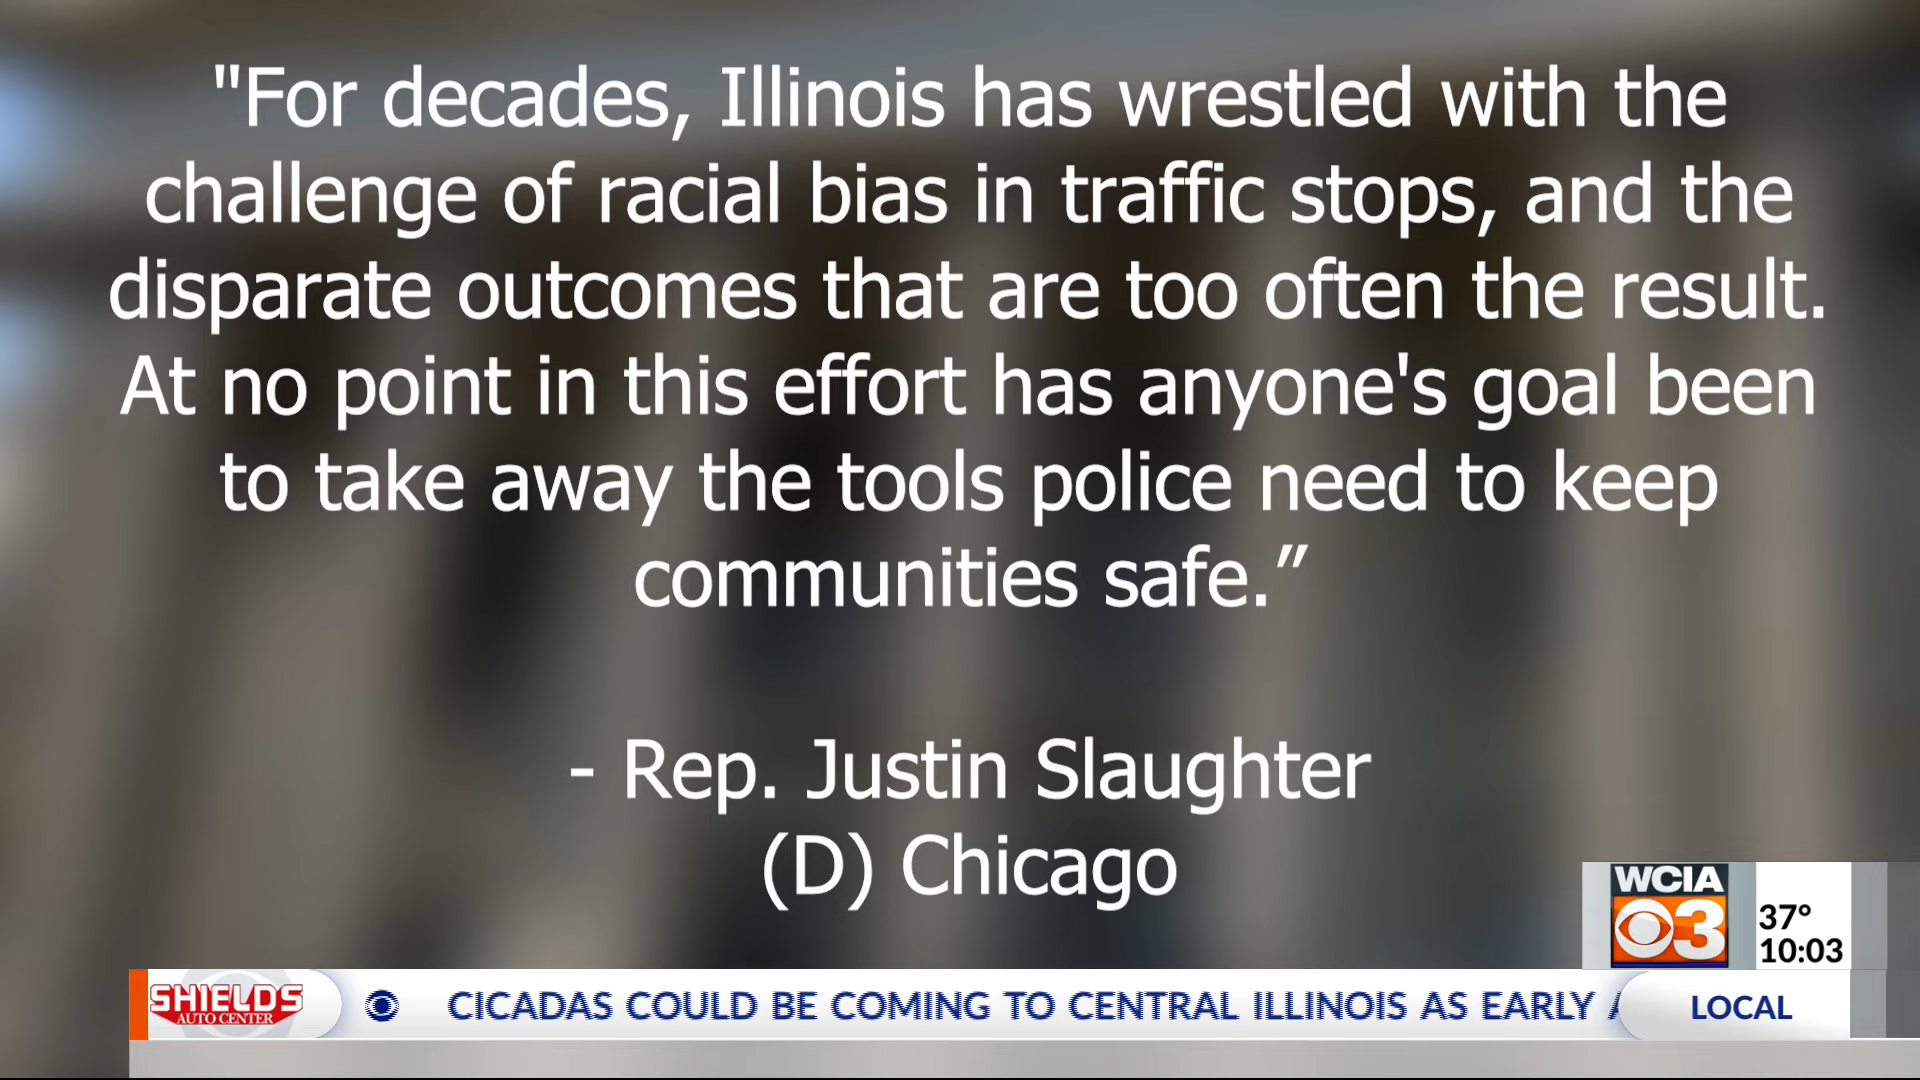 "For decades, Illinois has wrestled with the
challenge of racial bias in traffic stops, and the
disparate outcomes that are too often the result.
At no point in this effort has anyone's goal been
to take away the tools police need to keep
communities safe.”
- Rep. Justin Slaughter
(D) Chicago
WCIA
3
37°
10:03
SHIELDS
AUTO CENTER
CICADAS COULD BE COMING TO CENTRAL ILLINOIS AS EARLY
LOCAL